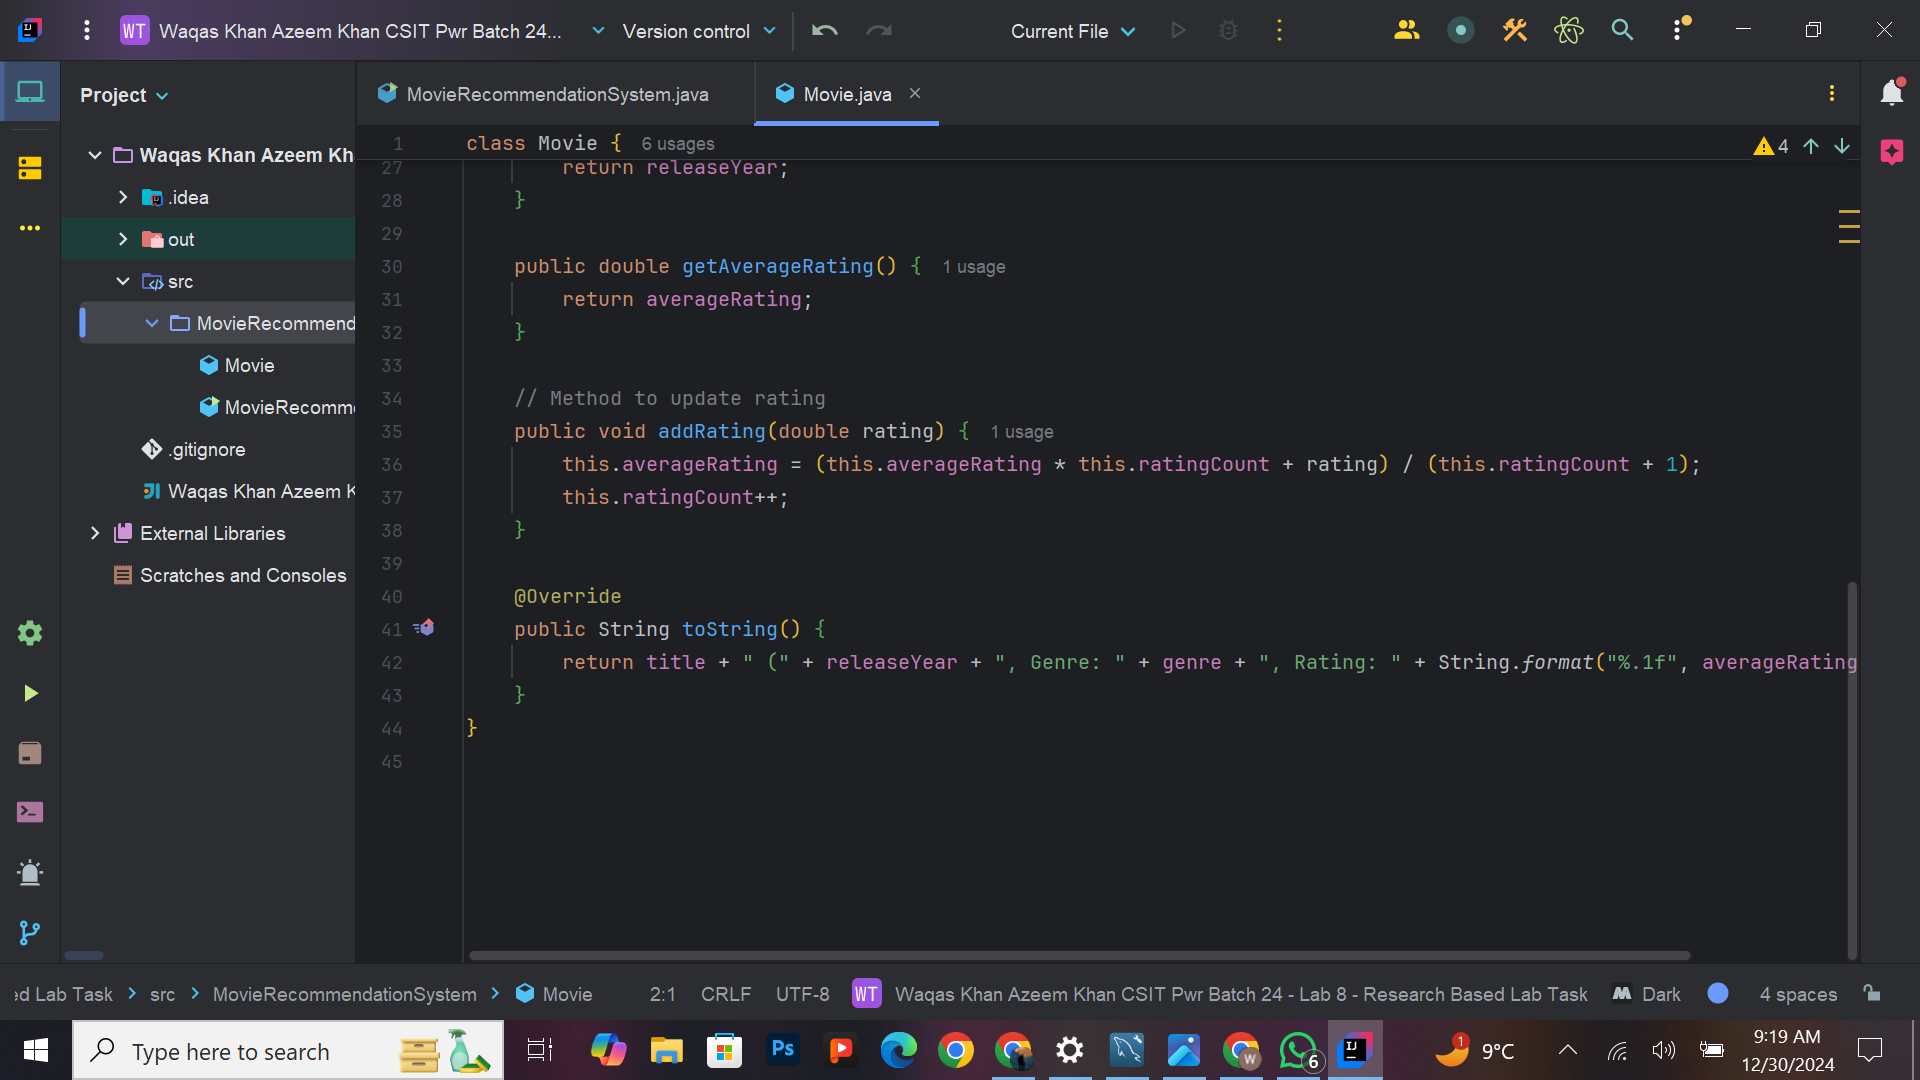 WT Waqas Khan Azeem Khan CSIT Pwr Batch 24... Version control Current File
Project
Waqas Khan Azeem Kh
.idea
out
src
MovieRecommend
Movie
MovieRecomm
.gitignore
Waqas Khan Azeem K
External Libraries
Scratches and Consoles
MovieRecommendationSystem.java Movie.java
4
1 class Movie { 6 usages
27 return releaseYear;
28 }
29
30 public double getAverageRating() { 1 usage
31 return averageRating;
32 }
33
34 // Method to update rating
35 public void addRating(double rating) { 1 usage
36 this.averageRating = (this.averageRating * this.ratingCount + rating) / (this.ratingCount + 1);
37 this.ratingCount++;
38 }
39
40 @Override
41 public String toString() {
42 return title + " (" + releaseYear + ", Genre: " + genre + ", Rating: " + String.format("%.1f", averageRating
43 }
44 }
45
ed Lab Task > src > MovieRecommendationSystem > Movie 2:1 CRLF UTF-8 WT Waqas Khan Azeem Khan CSIT Pwr Batch 24 - Lab 8 - Research Based Lab Task Dark 4 spaces
Type here to search
Ps
W
6
IJ
1
9°C
9:19 AM
12/30/2024